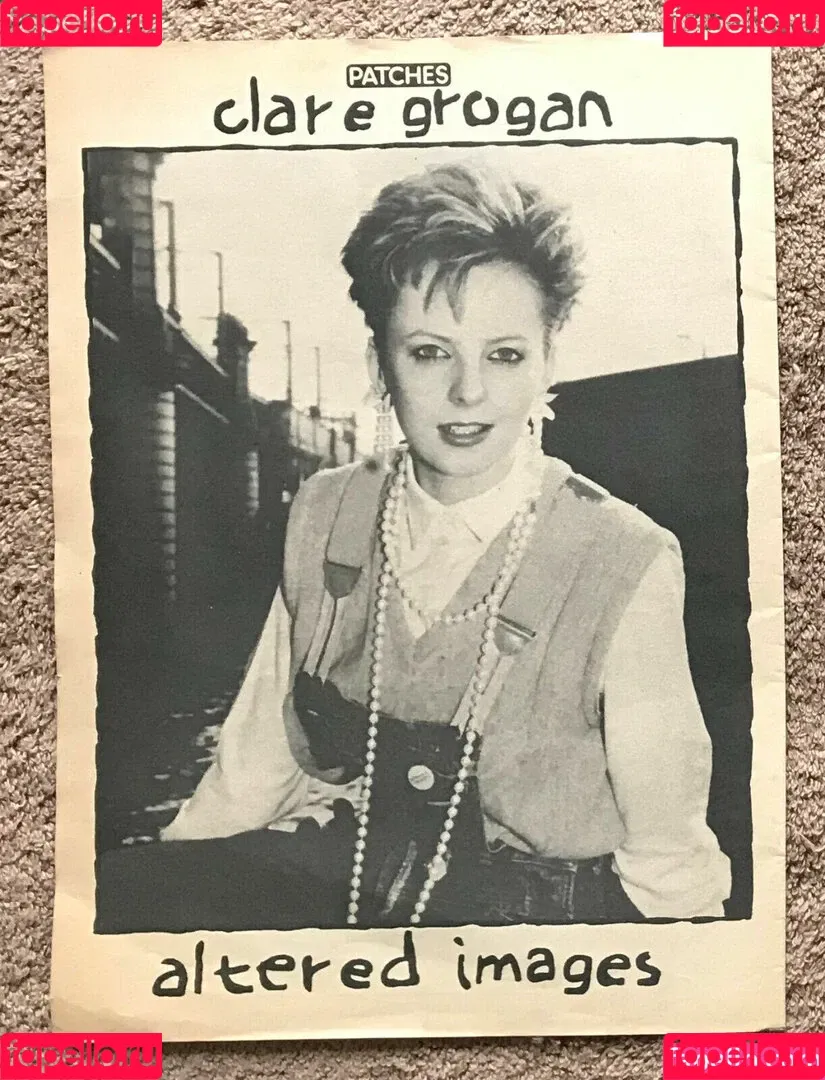 fapello.ru fapello.ru
PATCHES
clare grogan
altered images
fapello.ru fapello.ru